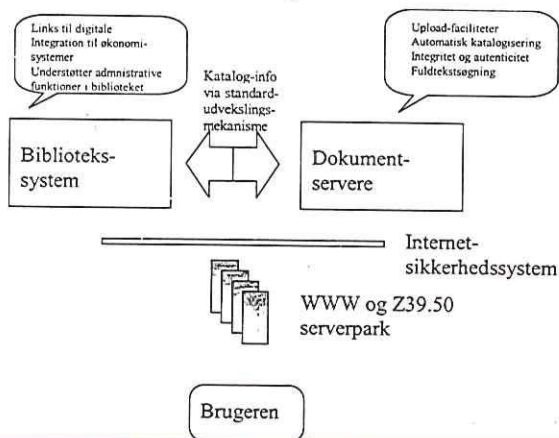 Links til digitale
Integration til økonomi-
systemer
Understøtter admnistrative
funktioner i biblioteket
Upload-faciliteter
Automatisk katalogisering
Integritet og autenticitet
Fuldtekstsøgning
Katalog-info
via standard-
udvekslings-
mekanisme
Biblioteks-
system
Dokument-
servere
Internet-
sikkerhedssystem
WWW og Z39.50
serverpark
Brugeren